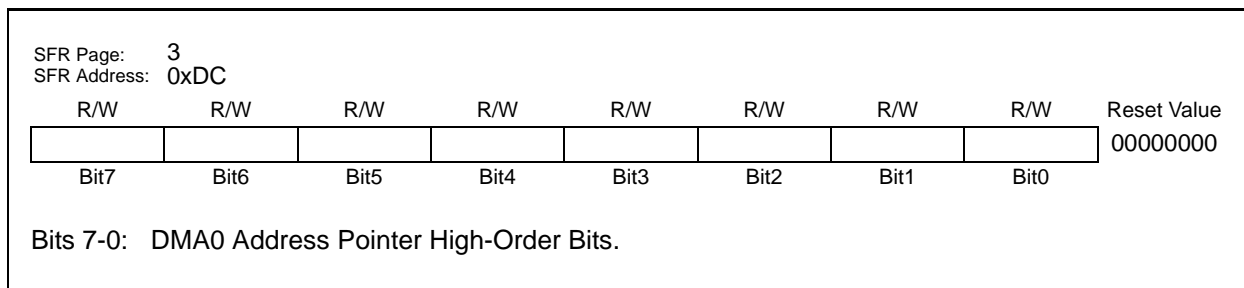 SFR Page: 3
SFR Address: 0xDC
R/W R/W R/W R/W R/W R/W R/W R/W Reset Value
00000000
Bit7 Bit6 Bit5 Bit4 Bit3 Bit2 Bit1 Bit0
Bits 7-0: DMA0 Address Pointer High-Order Bits.